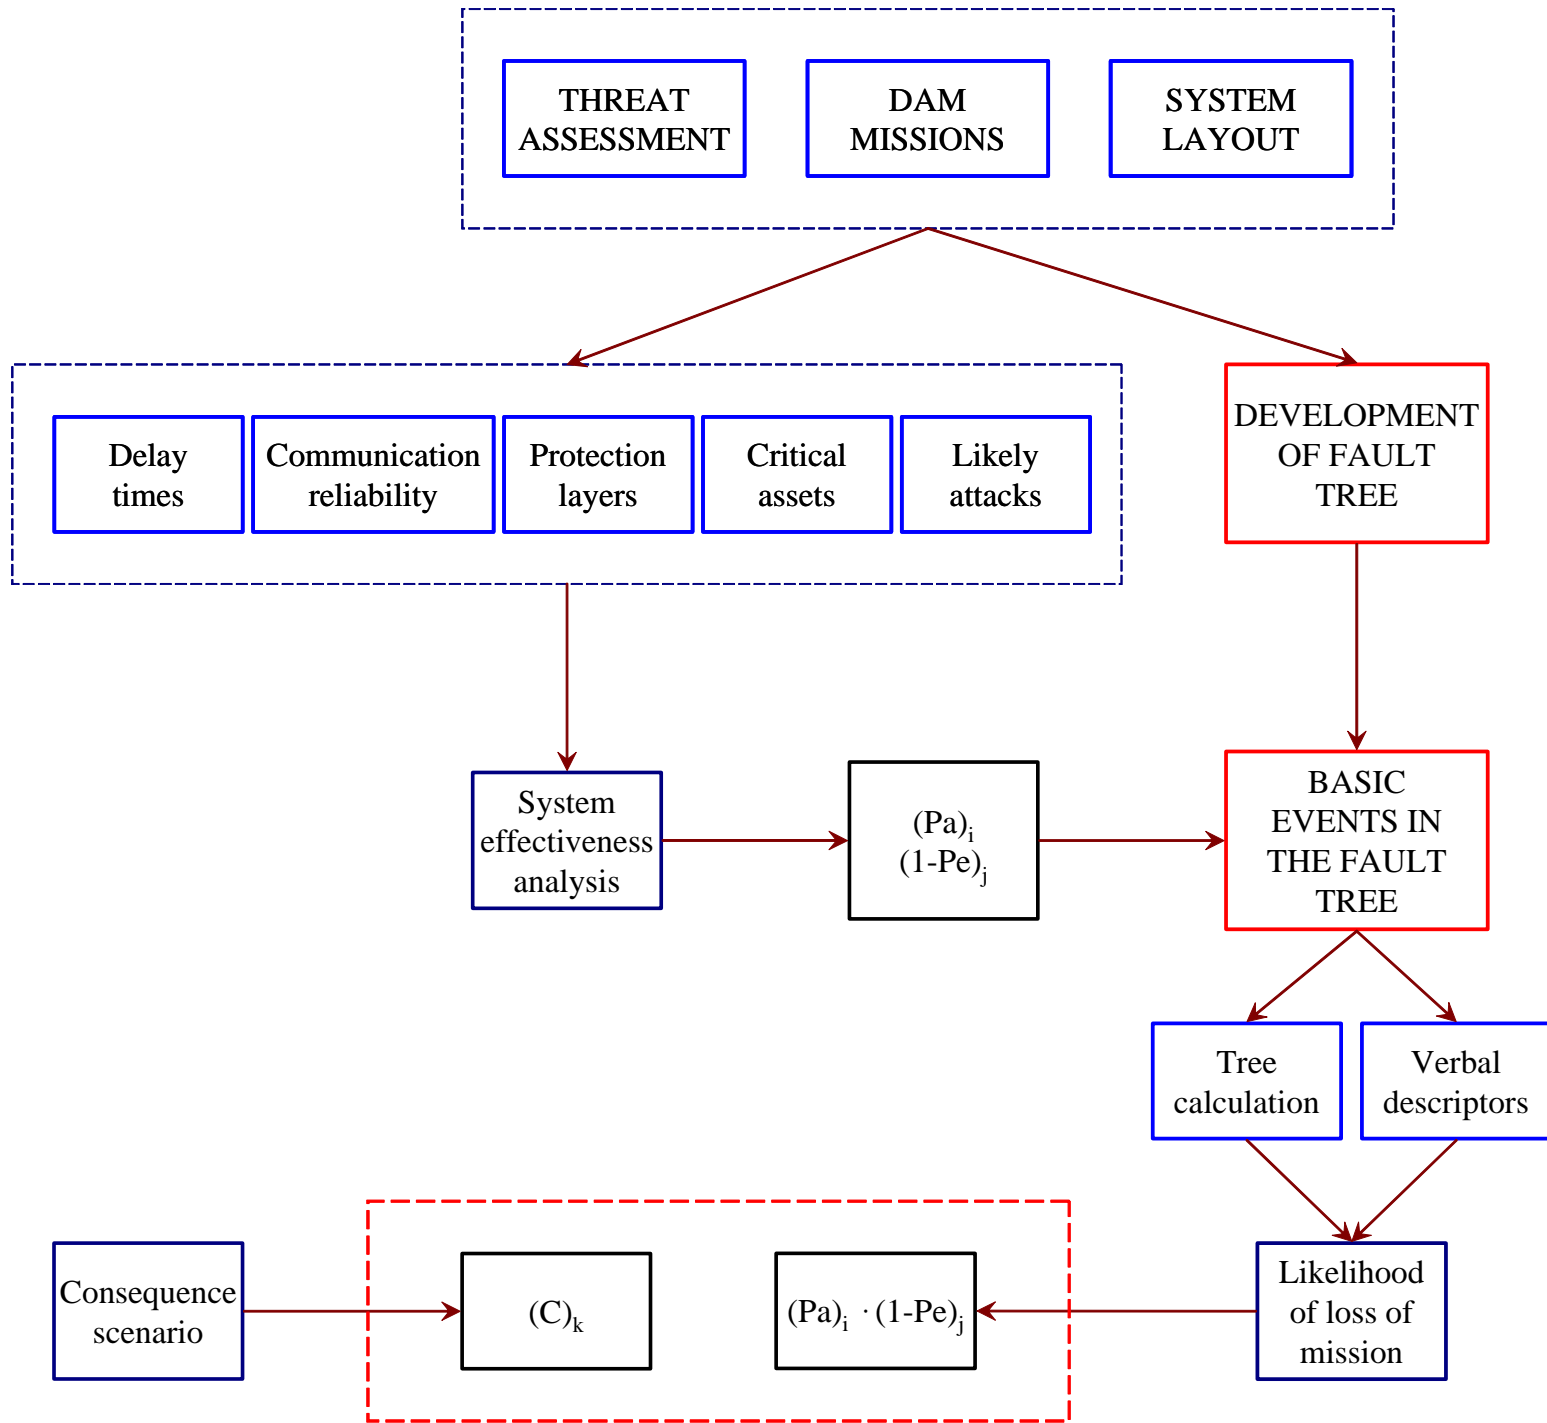 THREAT
ASSESSMENT
DAM
MISSIONS
SYSTEM
LAYOUT
Delay
times
Communication
reliability
Protection
layers
Critical
assets
Likely
attacks
DEVELOPMENT
OF FAULT
TREE
System
effectiveness
analysis
(Pa)i
(1-Pe)j
BASIC
EVENTS IN
THE FAULT
TREE
Tree
calculation
Verbal
descriptors
Consequence
scenario
(C)k
(Pa)i · (1-Pe)j
Likelihood
of loss of
mission